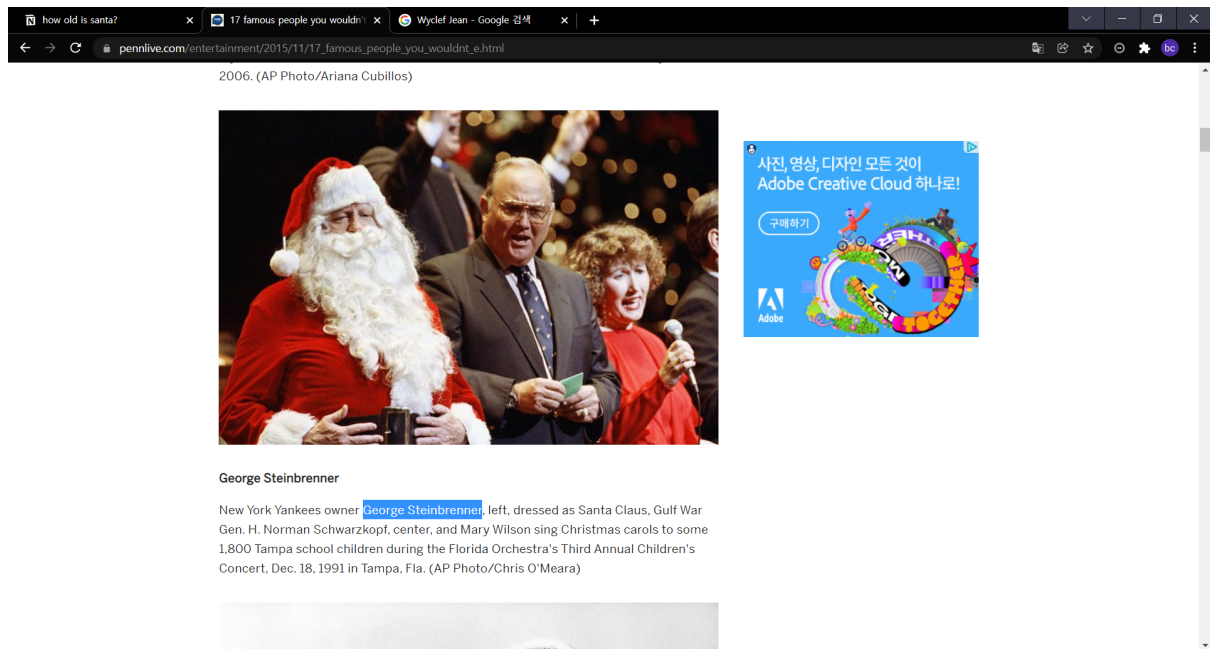 how old is santa?
17 famous people you wouldn't
Wyclef Jean - Google 검색
bc
pennlive.com/entertainment/2015/11/17_famous_people_you_wouldnt_e.html
2006. (AP Photo/Ariana Cubillos)
사진, 영상, 디자인 모든 것이
Adobe Creative Cloud 하나로!
구매하기
Adobe
George Steinbrenner
New York Yankees owner George Steinbrenner, left, dressed as Santa Claus, Gulf War
Gen. H. Norman Schwarzkopf, center, and Mary Wilson sing Christmas carols to some
1,800 Tampa school children during the Florida Orchestra's Third Annual Children's
Concert, Dec. 18, 1991 in Tampa, Fla. (AP Photo/Chris O'Meara)